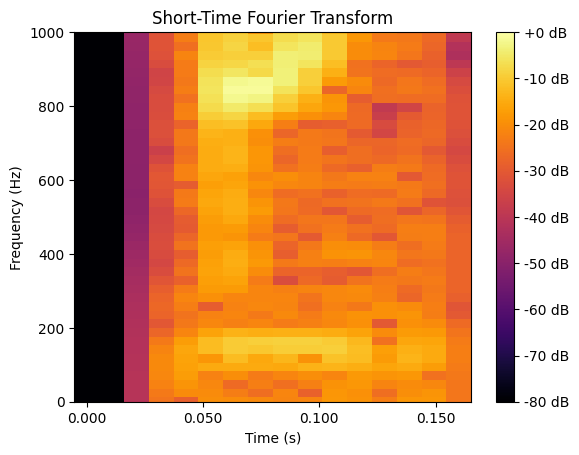 Short-Time Fourier Transform
Frequency (Hz)
1000
800
600
400
200
0
0.000
0.050
0.100
0.150
Time (s)
+0 dB
-10 dB
-20 dB
-30 dB
-40 dB
-50 dB
-60 dB
-70 dB
-80 dB